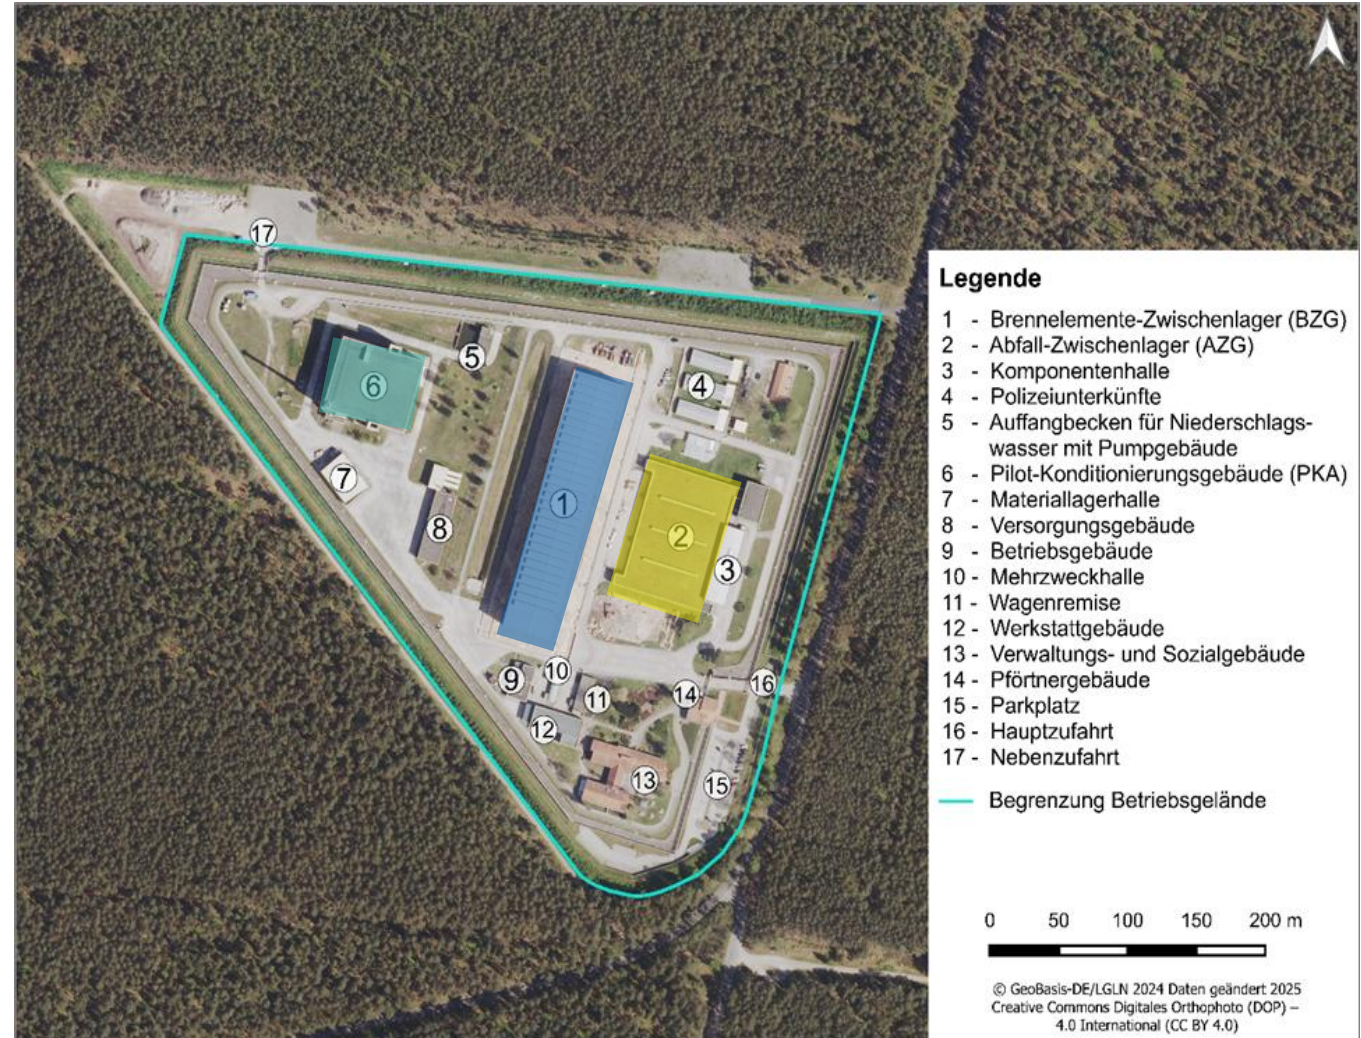 17
5
4
6
7
1
8
2
3
10
9
16
14
11
12
13
15
Legende
1 - Brennelemente-Zwischenlager (BZG)
2 - Abfall-Zwischenlager (AZG)
3 - Komponentenhalle
4 - Polizeiunterkünfte
5 - Auffangbecken für Niederschlags-
wasser mit Pumpgebäude
6 - Pilot-Konditionierungsgebäude (PKA)
7 - Materiallagerhalle
8 - Versorgungsgebäude
9 - Betriebsgebäude
10 - Mehrzweckhalle
11 - Wagenremise
12 - Werkstattgebäude
13 - Verwaltungs- und Sozialgebäude
14 - Pförtnergebäude
15 - Parkplatz
16 - Hauptzufahrt
17 - Nebenzufahrt
Begrenzung Betriebsgelände
0 50 100 150 200 m
© GeoBasis-DE/LGLN 2024 Daten geändert 2025
Creative Commons Digitales Orthophoto (DOP) –
4.0 International (CC BY 4.0)